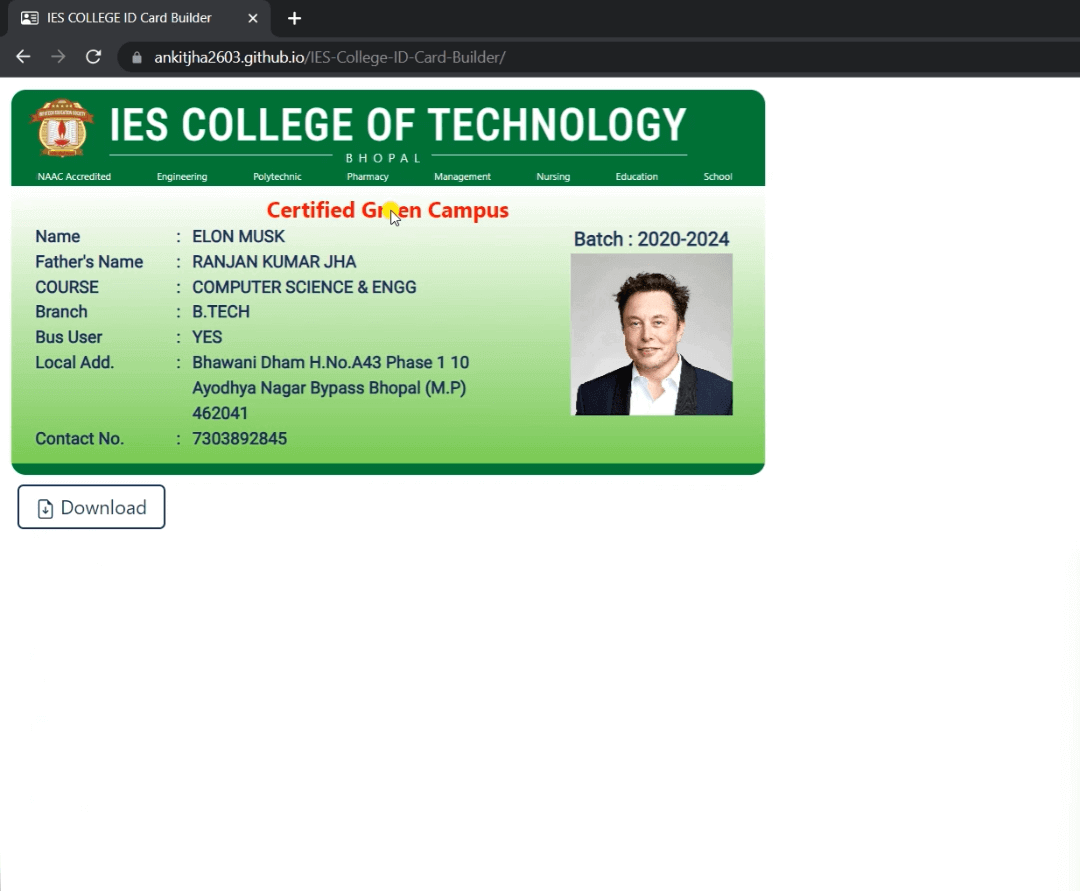 IES COLLEGE ID Card Builder
ankitjha2603.github.io/IES-College-ID-Card-Builder/
IES COLLEGE OF TECHNOLOGY
BHOPAL
NAAC Accredited Engineering Polytechnic Pharmacy Management Nursing Education School
Certified Green Campus
Name : ELON MUSK
Batch : 2020-2024
Father's Name : RANJAN KUMAR JHA
COURSE : COMPUTER SCIENCE & ENGG
Branch : B.TECH
Bus User : YES
Local Add. : Bhawani Dham H.No.A43 Phase 1 10
Ayodhya Nagar Bypass Bhopal (M.P)
462041
Contact No. : 7303892845
Download